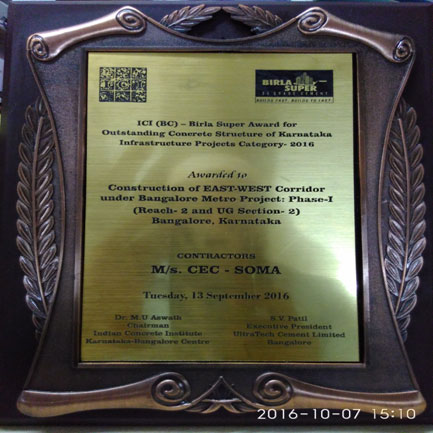 BIRLA
SUPER
BUILDS FAST. BUILDS TO LAST.
ICI (BC) – Birla Super Award for
Outstanding Concrete Structure of Karnataka
Infrastructure Projects Category- 2016
Awarded to
Construction of EAST-WEST Corridor
under Bangalore Metro Project: Phase-I
(Reach- 2 and UG Section- 2)
Bangalore, Karnataka
CONTRACTORS
M/s. CEC - SOMA
Tuesday, 13 September 2016
Dr. M.U Aswath
Chairman
Indian Concrete Institute
Karnataka-Bangalore Centre
S.V. Patil
Executive President
UltraTech Cement Limited
Bangalore
2016-10-07 15:10